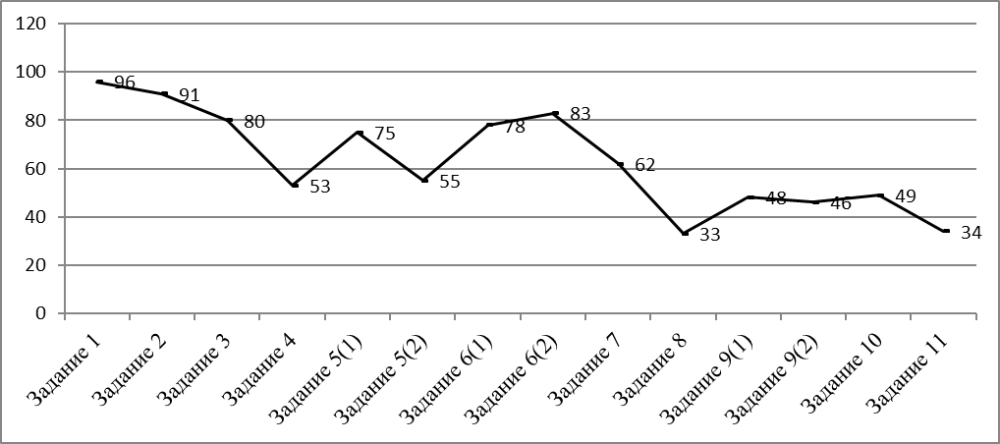 120
100
80
60
40
20
0
96
91
80
53
75
55
78
83
62
33
48
46
49
34
Задание 1
Задание 2
Задание 3
Задание 4
Задание 5(1)
Задание 5(2)
Задание 6(1)
Задание 6(2)
Задание 7
Задание 8
Задание 9(1)
Задание 9(2)
Задание 10
Задание 11